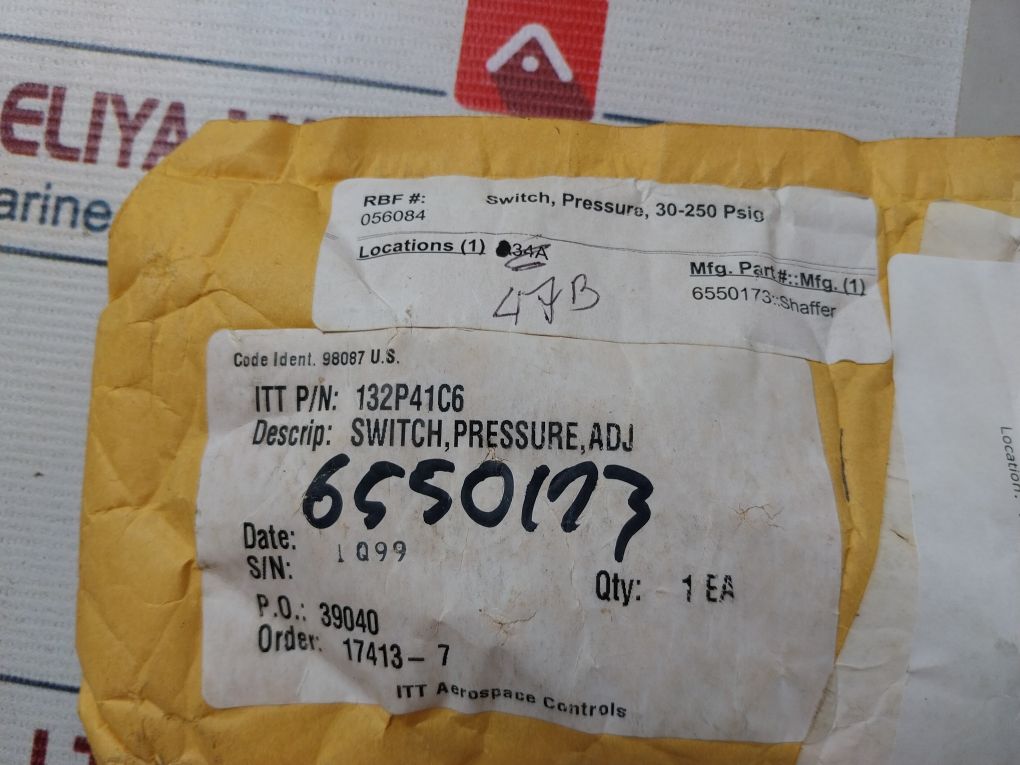 ELIYA
arine
RBF #: Switch, Pressure, 30-250 Psig
056084
Locations (1) 34A
Mfg. Part #::Mfg. (1)
47B
6550173::Shaffer
Code Ident. 98087 U.S.
ITT P/N: 132P41C6
Descrip: SWITCH,PRESSURE,ADJ
6550173
Date: 1Q99
S/N:
Qty: 1 EA
P.O.: 39040
Order: 17413-7
ITT Aerospace Controls
Location: